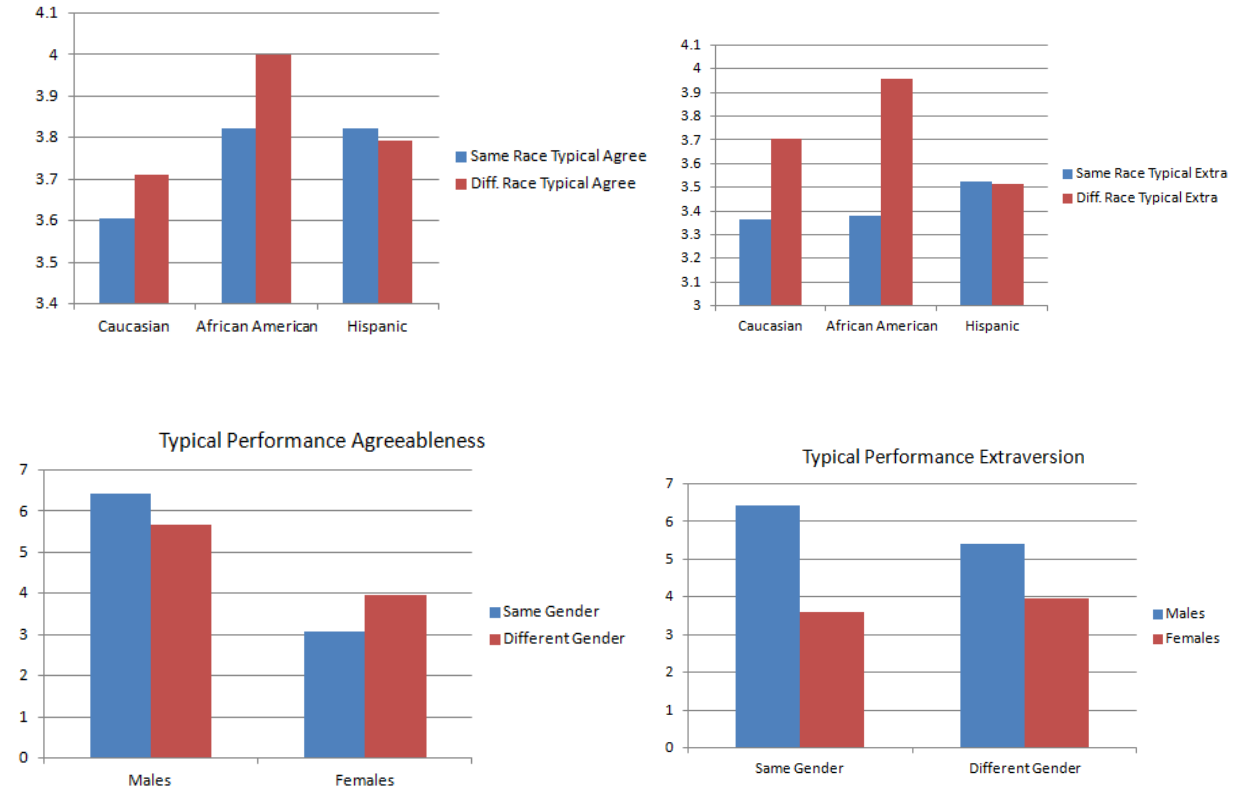 4.1
4
3.9
3.8
3.7
3.6
3.5
3.4
Caucasian African American Hispanic
Same Race Typical Agree
Diff. Race Typical Agree
4.1
4
3.9
3.8
3.7
3.6
3.5
3.4
3.3
3.2
3.1
3
Caucasian African American Hispanic
Same Race Typical Extra
Diff. Race Typical Extra
Typical Performance Agreeableness
7
6
5
4
3
2
1
0
Males Females
Same Gender
Different Gender
Typical Performance Extraversion
7
6
5
4
3
2
1
0
Same Gender Different Gender
Males
Females